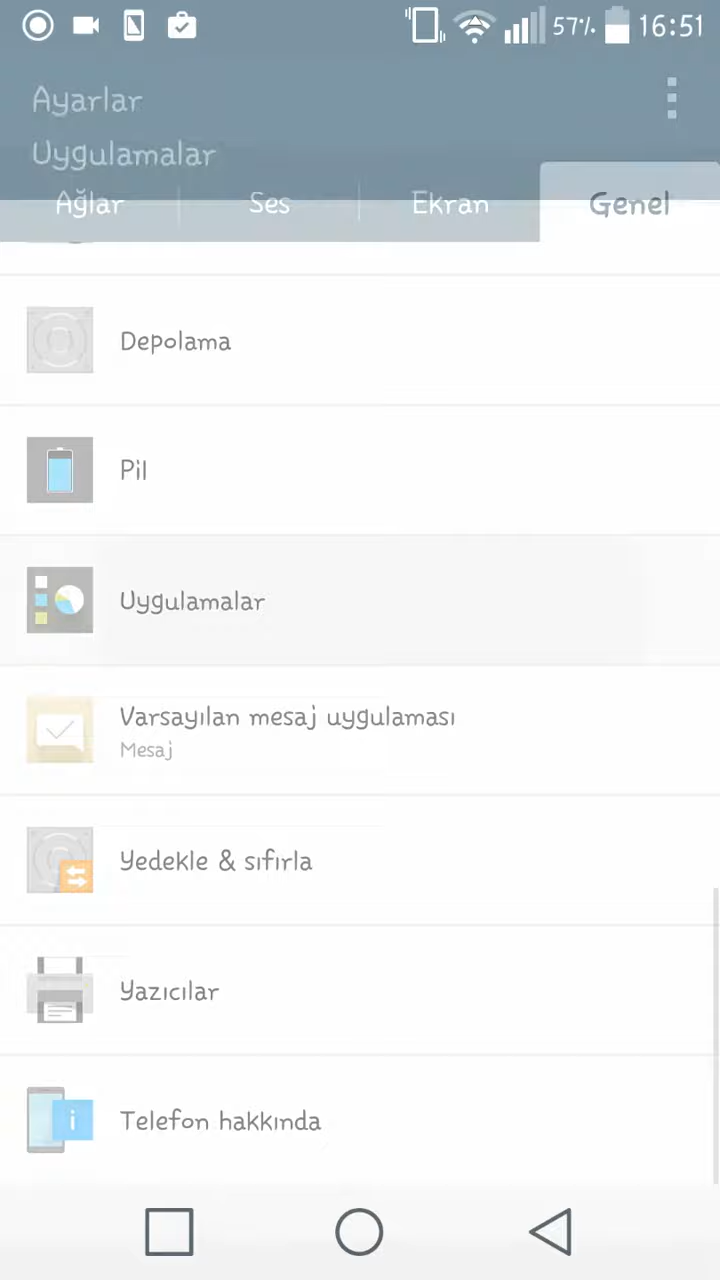 57% 16:51
Ayarlar
Uygulamalar
Ağlar Ses Ekran Genel
Depolama
Pil
Uygulamalar
Varsayılan mesaj uygulaması
Mesaj
Yedekle & sıfırla
Yazıcılar
Telefon hakkında